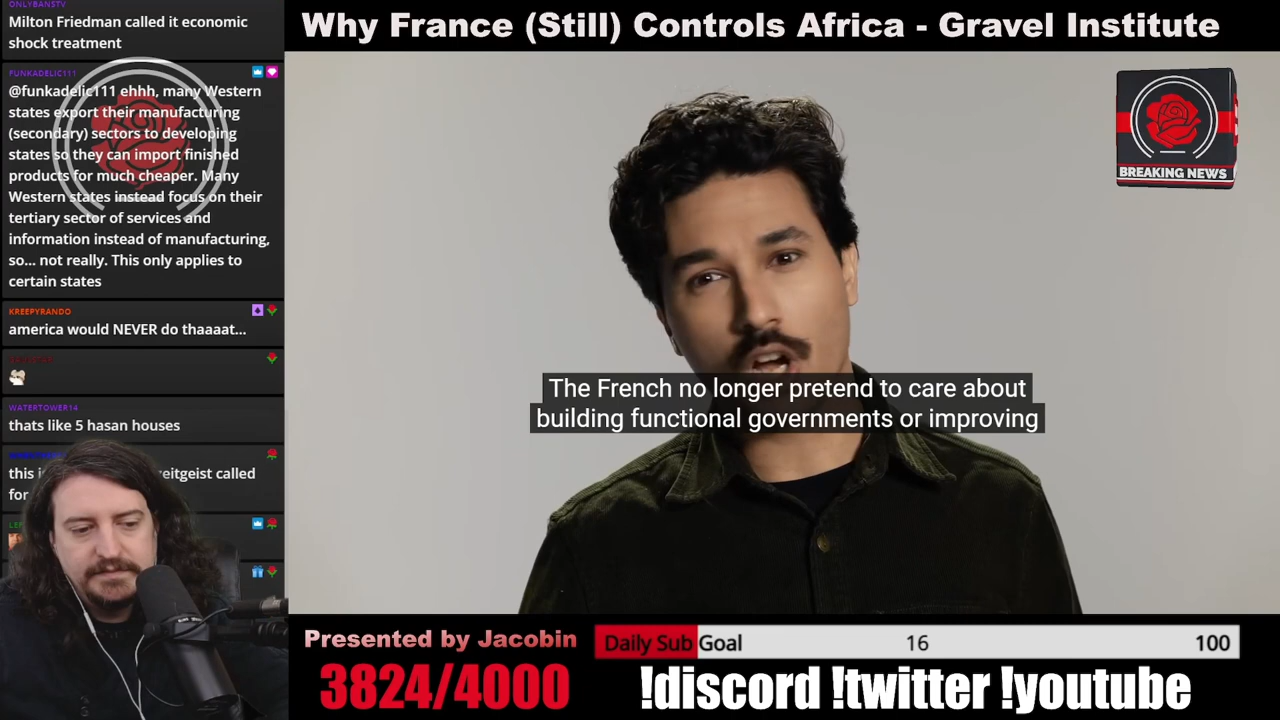 ONLYBANSTV
Milton Friedman called it economic
shock treatment
FUNKADELIC111
@funkadelic111 ehhh, many Western
states export their manufacturing
(secondary) sectors to developing
states so they can import finished
products for much cheaper. Many
Western states instead focus on their
tertiary sector of services and
information instead of manufacturing,
so... not really. This only applies to
certain states
KREEPYRANDO
america would NEVER do thaaaat...
WATERTOWER14
thats like 5 hasan houses
eitgeist called
for
Why France (Still) Controls Africa - Gravel Institute
BREAKING NEWS
The French no longer pretend to care about
building functional governments or improving
Presented by Jacobin
3824/4000
Daily Sub Goal 16 100
!discord !twitter !youtube